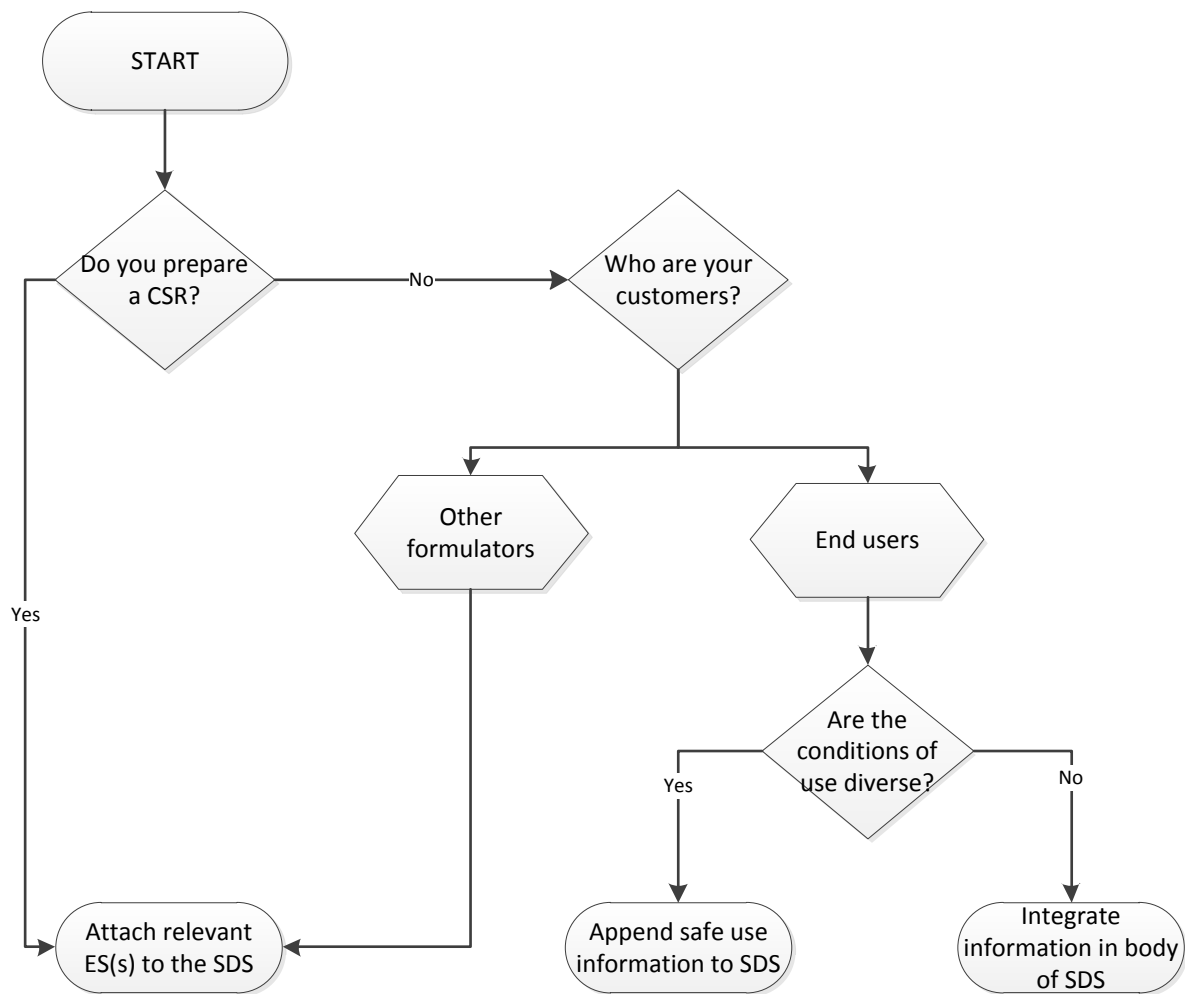 START
Do you prepare
a CSR?
No
Who are your
customers?
Other
formulators
End users
Yes
Are the
conditions of
use diverse?
Yes
No
Attach relevant
ES(s) to the SDS
Append safe use
information to SDS
Integrate
information in body
of SDS